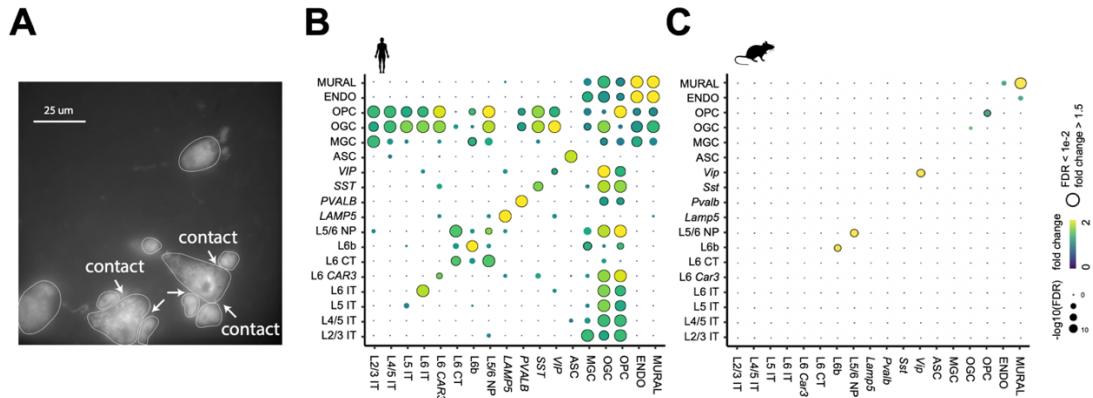 A
B
C
25 um
contact
contact
contact
MURAL
ENDO
OPC
OGC
MGC
ASC
VIP
SST
PVALB
LAMP5
L5/6 NP
L6b
L6 CT
L6 CAR3
L6 IT
L5 IT
L4/5 IT
L2/3 IT
L2/3 IT
L4/5 IT
L5 IT
L6 IT
L6 CAR3
L6 CT
L6b
L5/6 NP
LAMP5
PVALB
SST
VIP
ASC
MGC
OGC
OPC
ENDO
MURAL
MURAL
ENDO
OPC
OGC
MGC
ASC
Vip
Sst
Pvalb
Lamp5
L5/6 NP
L6b
L6 CT
L6 Car3
L6 IT
L5 IT
L4/5 IT
L2/3 IT
L2/3 IT
L4/5 IT
L5 IT
L6 IT
L6 Car3
L6 CT
L6b
L5/6 NP
Lamp5
Pvalb
Sst
Vip
ASC
MGC
OGC
OPC
ENDO
MURAL
FDR < 1e-2
fold change > 1.5
fold change
0
2
-log10(FDR)
0
10